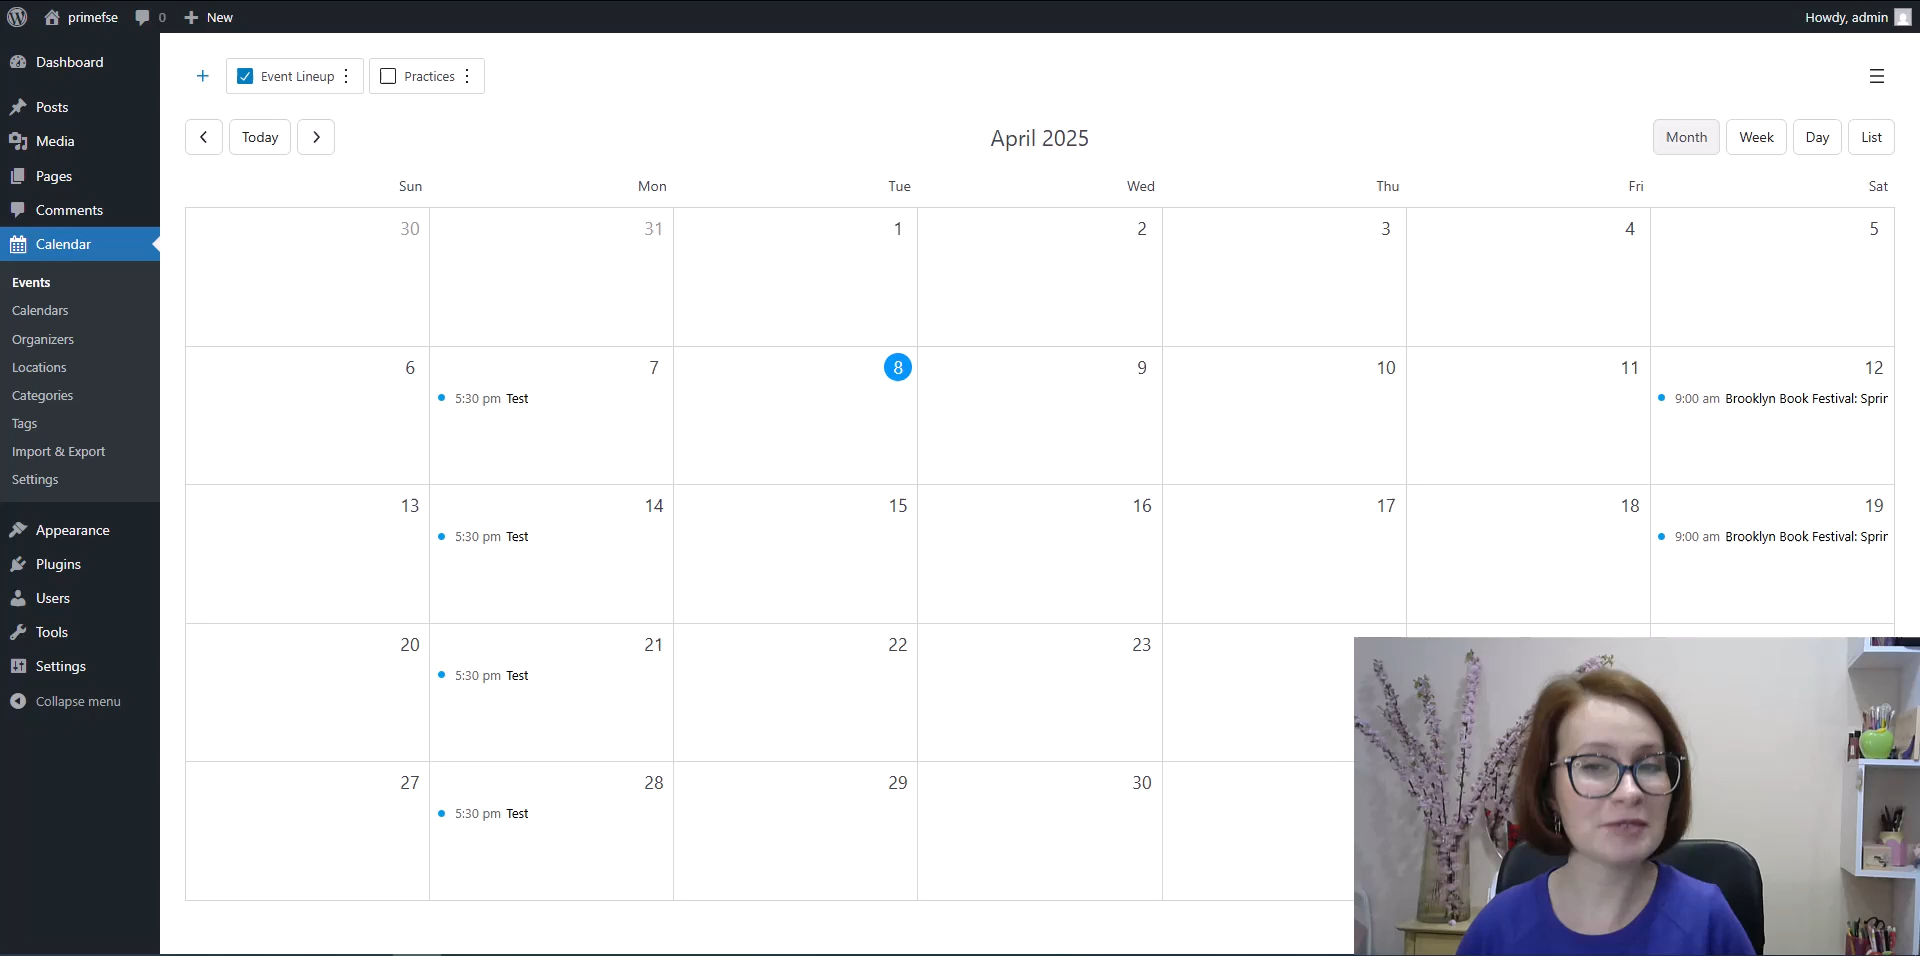 primefse 0 New Howdy, admin
Dashboard
Posts
Media
Pages
Comments
Calendar
Events
Calendars
Organizers
Locations
Categories
Tags
Import & Export
Settings
Appearance
Plugins
Users
Tools
Settings
Collapse menu
+ Event Lineup Practices
Today April 2025 Month Week Day List
Sun Mon Tue Wed Thu Fri Sat
30 31 1 2 3 4 5
6 7 8 9 10 11 12
5:30 pm Test 9:00 am Brooklyn Book Festival: Sprin
13 14 15 16 17 18 19
5:30 pm Test 9:00 am Brooklyn Book Festival: Sprin
20 21 22 23
5:30 pm Test
27 28 29 30
5:30 pm Test